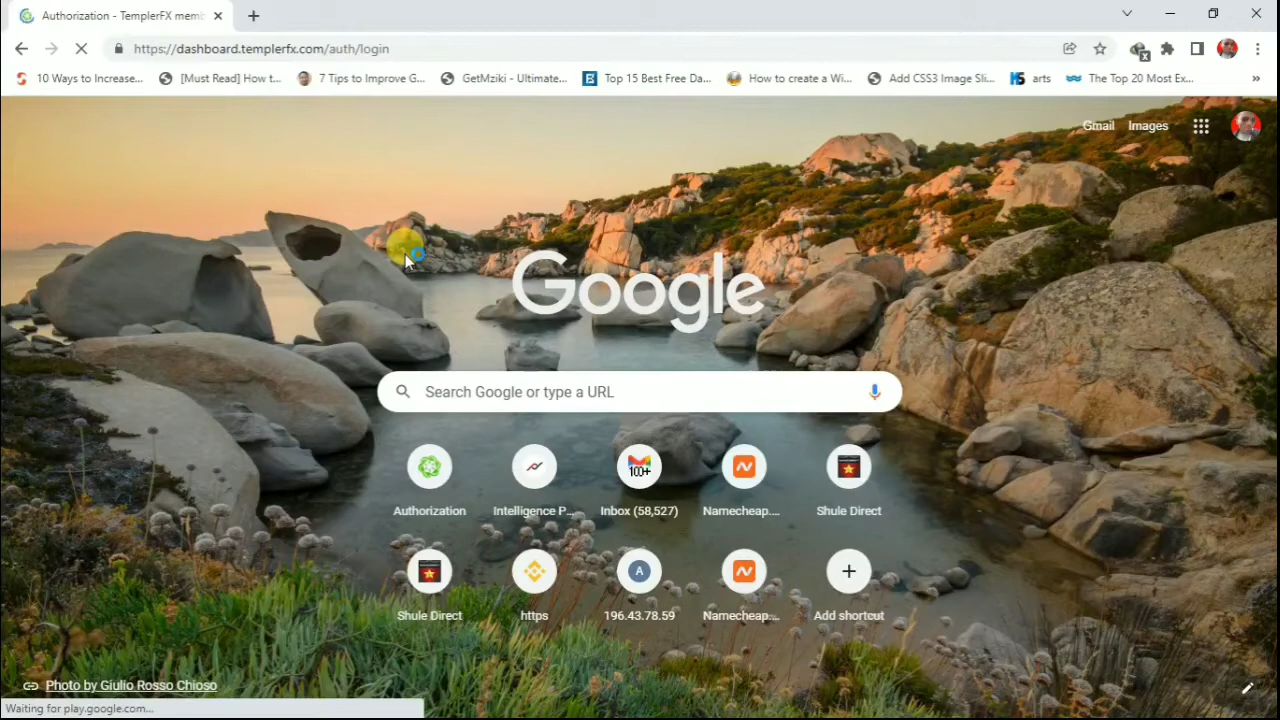 Authorization - TemplerFX memb
https://dashboard.templerfx.com/auth/login
10 Ways to Increase...
[Must Read] How t...
7 Tips to Improve G...
GetMziki - Ultimate...
Top 15 Best Free Da...
How to create a Wi...
Add CSS3 Image Sli...
arts
The Top 20 Most Ex...
»
Gmail Images
Google
Search Google or type a URL
100+
Authorization
Intelligence P...
Inbox (58,527)
Namecheap....
Shule Direct
A
Shule Direct
https
196.43.78.59
Namecheap....
Add shortcut
Photo by Giulio Rosso Chioso
Waiting for play.google.com...